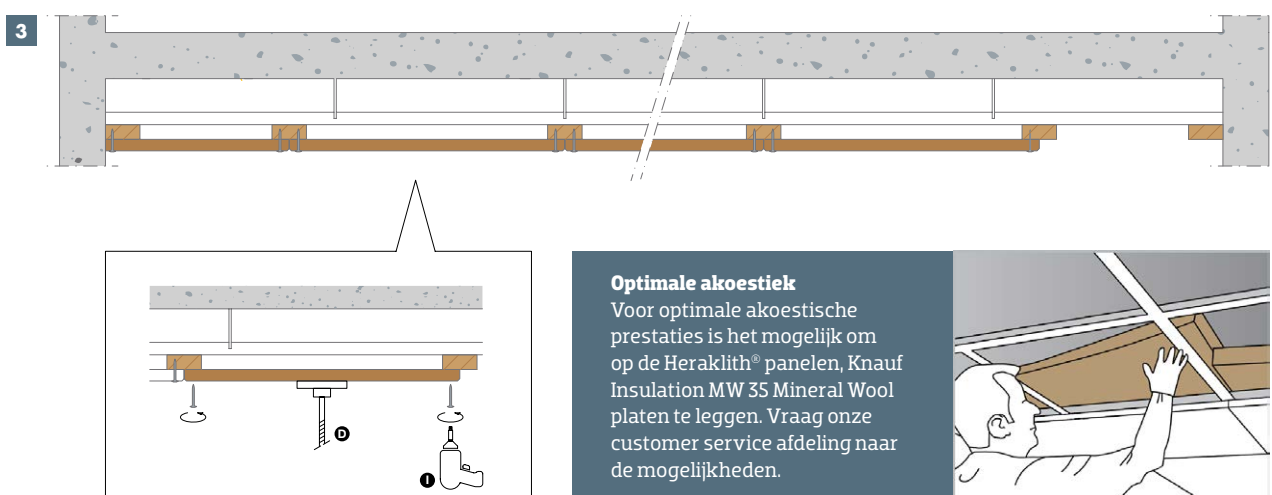 3
Optimale akoestiek
Voor optimale akoestische
prestaties is het mogelijk om
op de Heraklith® panelen, Knauf
Insulation MW 35 Mineral Wool
platen te leggen. Vraag onze
customer service afdeling naar
de mogelijkheden.
D
I